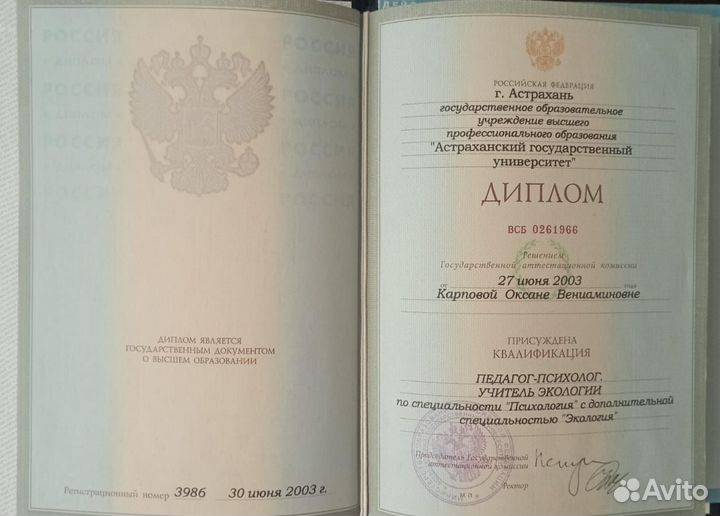 ДИПЛОМ ЯВЛЯЕТСЯ
ГОСУДАРСТВЕННЫМ ДОКУМЕНТОМ
О ВЫСШЕМ ОБРАЗОВАНИИ
Регистрационный номер 3986 30 июня 2003 г.
РОССИЙСКАЯ ФЕДЕРАЦИЯ
г. Астрахань
государственное образовательное
учреждение высшего
профессионального образования
"Астраханский государственный
университет"
ДИПЛОМ
ВСБ 0261966
Решением
Государственной аттестационной комиссии
от 27 июня 2003 года
Карповой Оксане Вениаминовне
ПРИСУЖДЕНА
КВАЛИФИКАЦИЯ
ПЕДАГОГ-ПСИХОЛОГ.
УЧИТЕЛЬ ЭКОЛОГИИ
по специальности "Психология" с дополнительной
специальностью "Экология"
Председатель Государственной
аттестационной комиссии
Ректор
М.П.
Avito